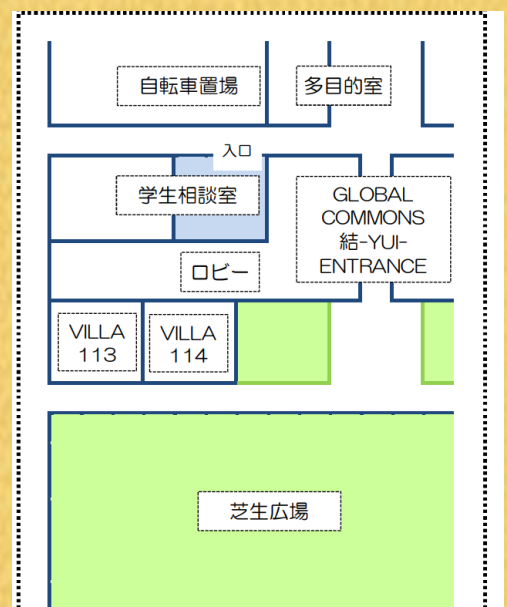 自転車置場
多目的室
入口
学生相談室
GLOBAL
COMMONS
結-YUI-
ENTRANCE
ロビー
VILLA
113
VILLA
114
芝生広場